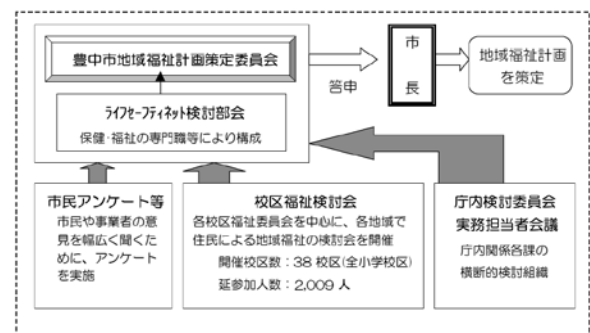 豊中市地域福祉計画策定委員会
ライフセーフティネット検討部会
保健・福祉の専門職等により構成
答申
市
長
地域福祉計画
を策定
市民アンケート等
市民や事業者の意
見を幅広く聞くた
めに、アンケート
を実施
校区福祉検討会
各校区福祉委員会を中心に、各地域で
住民による地域福祉の検討会を開催
開催校区数：38 校区(全小学校区)
延参加人数：2,009 人
庁内検討委員会
実務担当者会議
庁内関係各課の
横断的検討組織